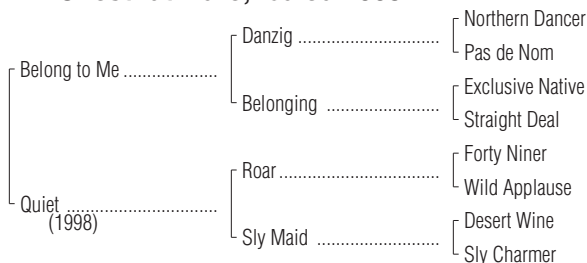 Northern Dancer
Danzig ........................................
Pas de Nom
Belong to Me ...........................
Exclusive Native
Belonging ................................
Straight Deal
Forty Niner
Roar ............................................
Wild Applause
Quiet ...........................................
(1998)
Desert Wine
Sly Maid ...................................
Sly Charmer